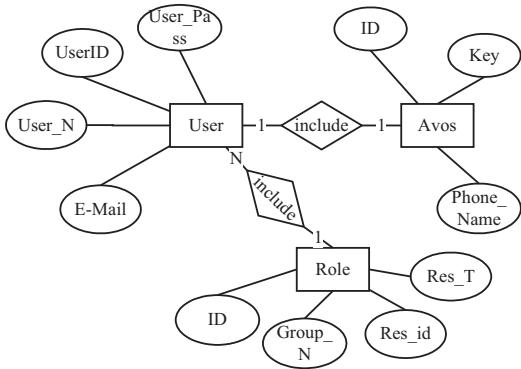 User_Pa
ss
ID
UserID
Key
User_N
User
1
include
1
Avos
N
E-Mail
include
Phone_
Name
1
Role
Res_T
ID
Group_
N
Res_id